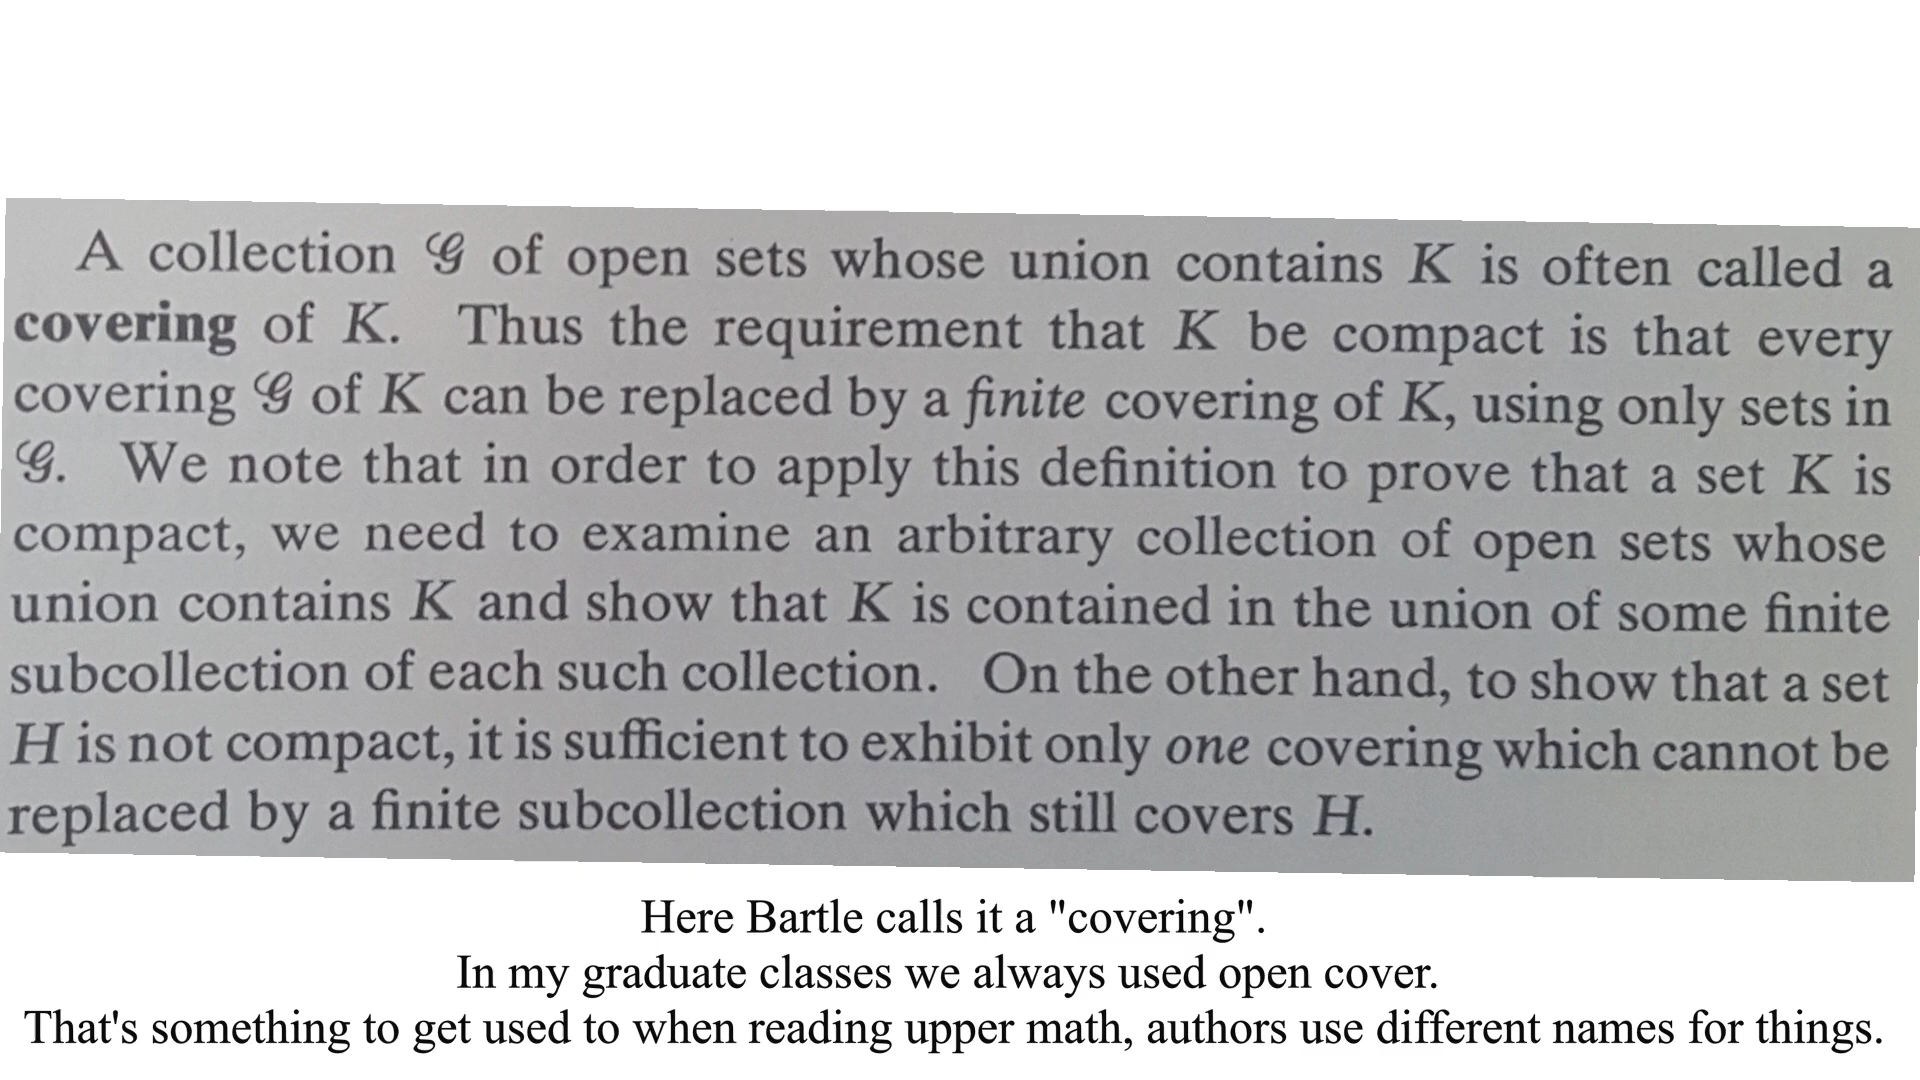 A collection 𝒢 of open sets whose union contains K is often called a
covering of K. Thus the requirement that K be compact is that every
covering 𝒢 of K can be replaced by a finite covering of K, using only sets in
𝒢. We note that in order to apply this definition to prove that a set K is
compact, we need to examine an arbitrary collection of open sets whose
union contains K and show that K is contained in the union of some finite
subcollection of each such collection. On the other hand, to show that a set
H is not compact, it is sufficient to exhibit only one covering which cannot be
replaced by a finite subcollection which still covers H.
Here Bartle calls it a "covering".
In my graduate classes we always used open cover.
That's something to get used to when reading upper math, authors use different names for things.